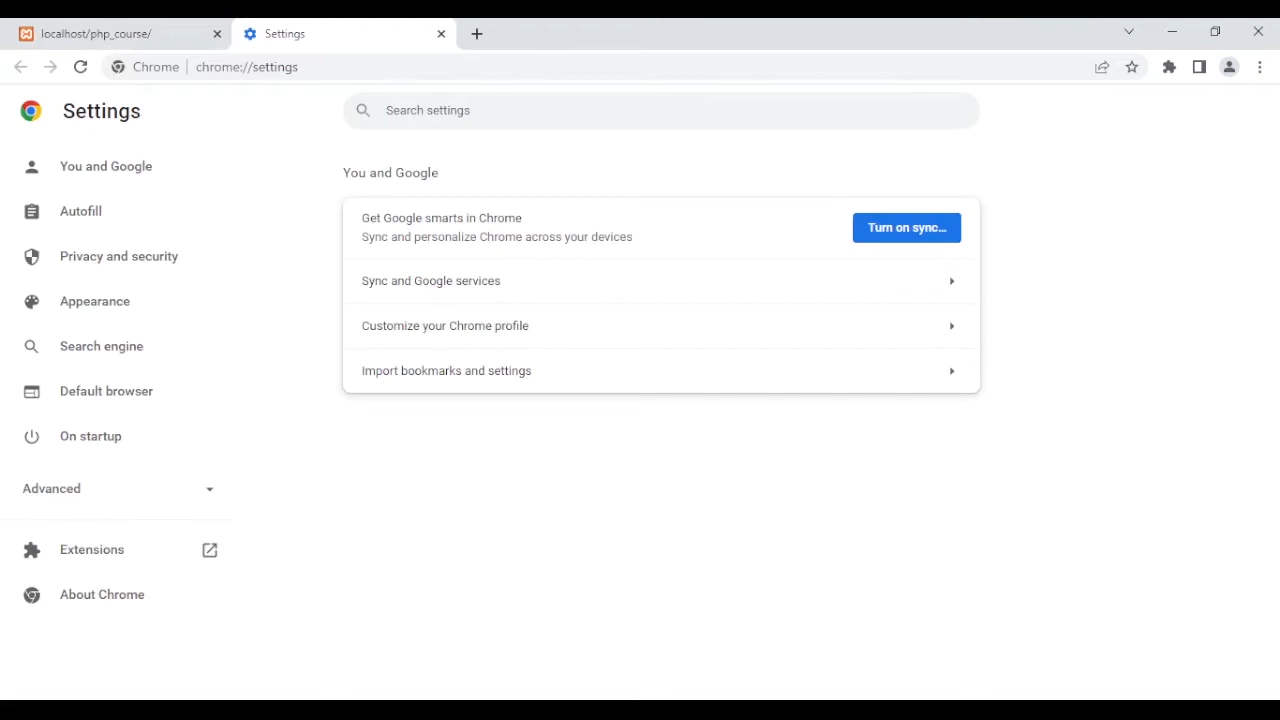 localhost/php_course/
Settings
Chrome
chrome://settings
Settings
Search settings
You and Google
Autofill
Privacy and security
Appearance
Search engine
Default browser
On startup
Advanced
Extensions
About Chrome
You and Google
Get Google smarts in Chrome
Sync and personalize Chrome across your devices
Turn on sync...
Sync and Google services
Customize your Chrome profile
Import bookmarks and settings